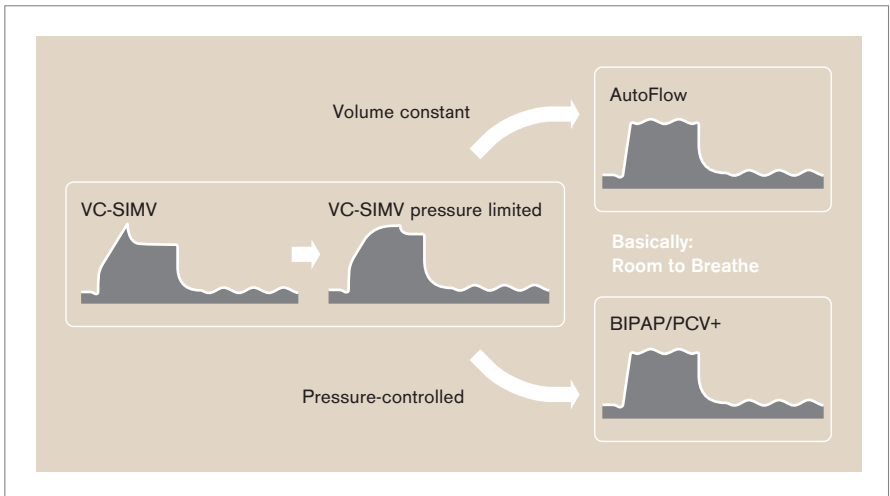 Volume constant
AutoFlow
VC-SIMV
VC-SIMV pressure limited
Basically:
Room to Breathe
BIPAP/PCV+
Pressure-controlled